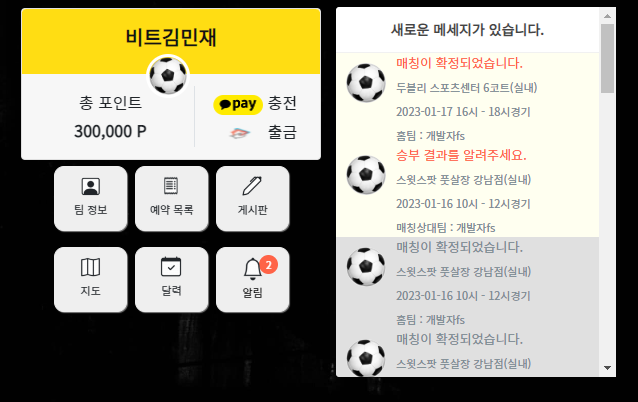 비트김민재
총 포인트
300,000 P
pay 충전
출금
팀 정보
예약 목록
게시판
지도
달력
2
알림
새로운 메세지가 있습니다.
매칭이 확정되었습니다.
두볼리 스포츠센터 6코트(실내)
2023-01-17 16시 - 18시경기
홈팀 : 개발자fs
승부 결과를 알려주세요.
스윗스팟 풋살장 강남점(실내)
2023-01-16 10시 - 12시경기
매칭상대팀 : 개발자fs
매칭이 확정되었습니다.
스윗스팟 풋살장 강남점(실내)
2023-01-16 10시 - 12시경기
홈팀 : 개발자fs
매칭이 확정되었습니다.
스윗스팟 풋살장 강남점(실내)